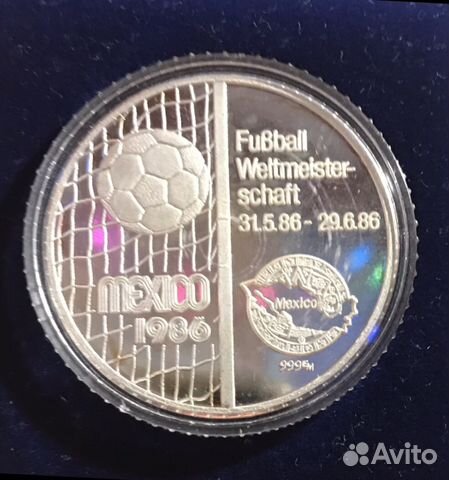 Fußball
Weltmeister-
schaft
31.5.86 - 29.6.86
MEXICO
1986
Mexico
999
Avito